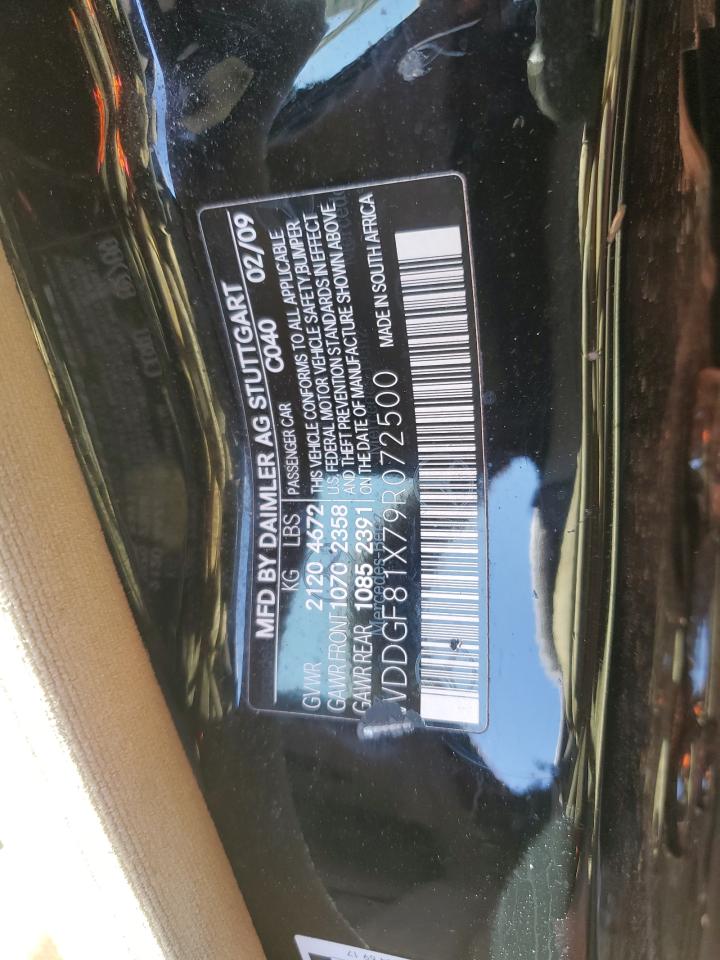 MFD BY DAIMLER AG STUTTGART
KG LBS C040 02/09
GVWR 2120 4672
GAWR FRONT 1070 2358
GAWR REAR 1085 2391
PASSENGER CAR
THIS VEHICLE CONFORMS TO ALL APPLICABLE
U.S. FEDERAL MOTOR VEHICLE SAFETY, BUMPER
AND THEFT PREVENTION STANDARDS IN EFFECT
ON THE DATE OF MANUFACTURE SHOWN ABOVE
Mercedes-Benz
WDDGF81X79R072500
MADE IN SOUTH AFRICA